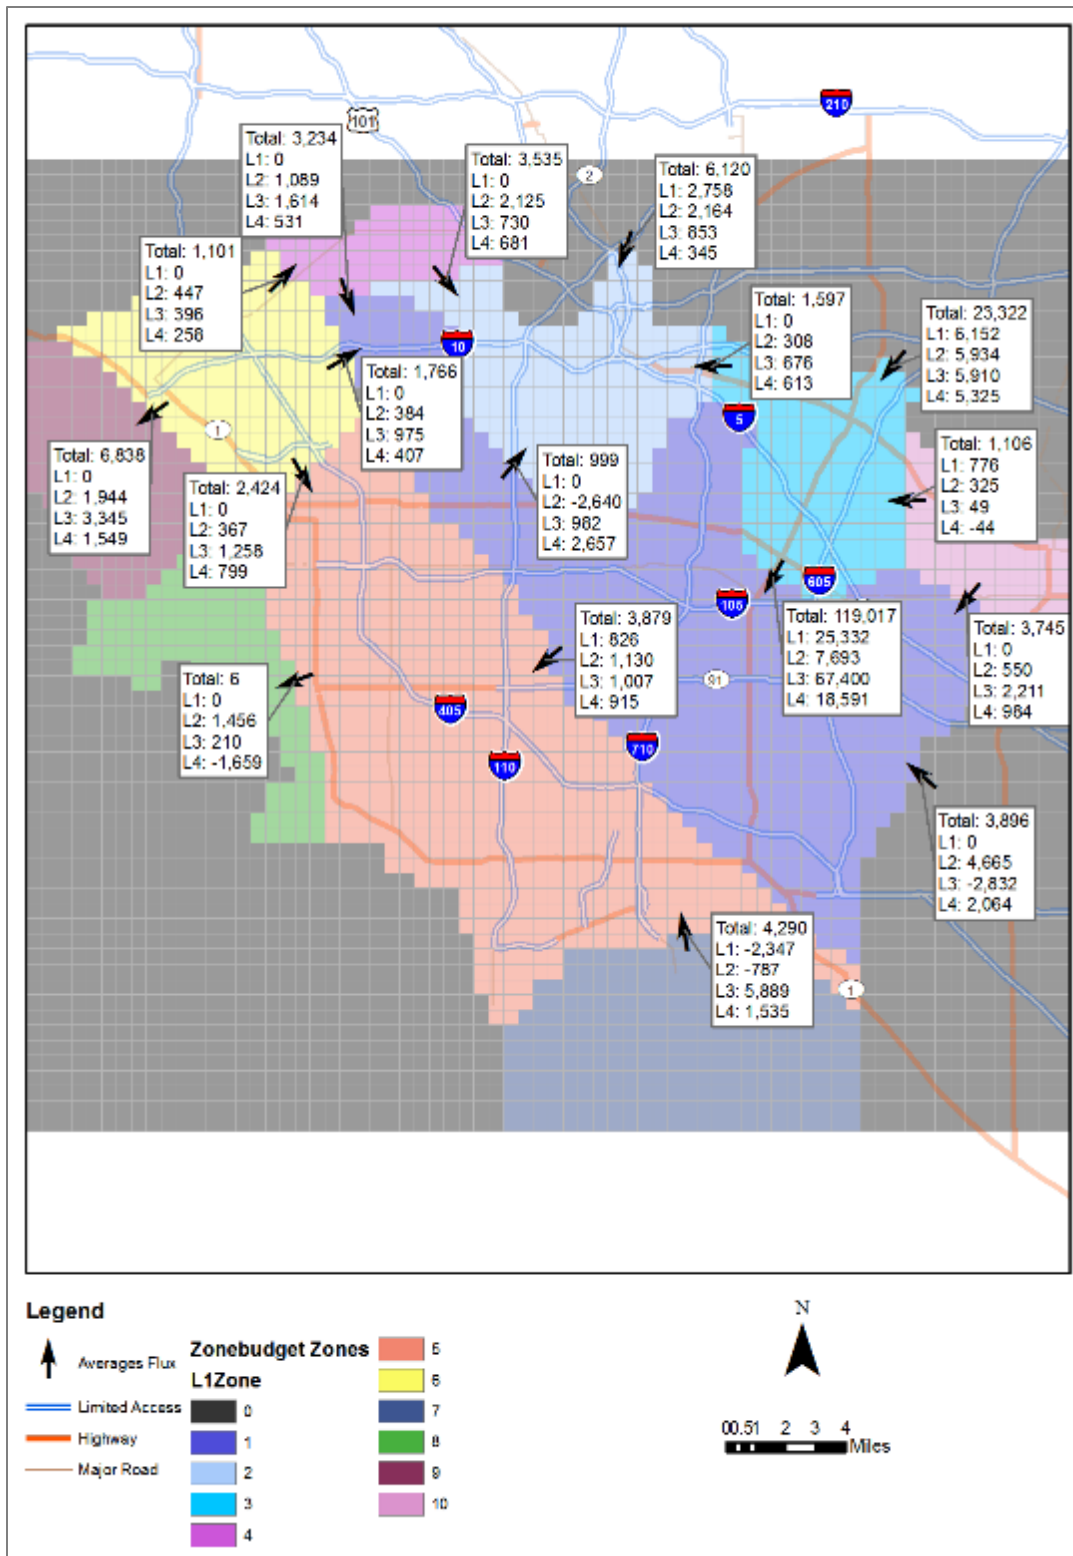 210
101
2
Total: 3,234
L1: 0
L2: 1,089
L3: 1,614
L4: 531
Total: 3,535
L1: 0
L2: 2,125
L3: 730
L4: 681
Total: 6,120
L1: 2,758
L2: 2,164
L3: 853
L4: 345
Total: 1,101
L1: 0
L2: 447
L3: 396
L4: 258
Total: 1,597
L1: 0
L2: 308
L3: 676
L4: 613
Total: 23,322
L1: 6,152
L2: 5,934
L3: 5,910
L4: 5,325
10
Total: 1,766
L1: 0
L2: 384
L3: 975
L4: 407
5
1
Total: 6,838
L1: 0
L2: 1,944
L3: 3,345
L4: 1,549
Total: 2,424
L1: 0
L2: 367
L3: 1,258
L4: 799
Total: 999
L1: 0
L2: -2,640
L3: 982
L4: 2,657
Total: 1,106
L1: 776
L2: 325
L3: 49
L4: -44
605
105
Total: 3,879
L1: 826
L2: 1,130
L3: 1,007
L4: 915
Total: 119,017
L1: 25,332
L2: 7,693
L3: 67,400
L4: 18,591
Total: 3,745
L1: 0
L2: 550
L3: 2,211
L4: 984
91
Total: 6
L1: 0
L2: 1,456
L3: 210
L4: -1,659
405
710
110
Total: 3,896
L1: 0
L2: 4,665
L3: -2,832
L4: 2,064
Total: 4,290
L1: -2,347
L2: -787
L3: 5,889
L4: 1,535
1
Legend
Averages Flux
Limited Access
Highway
Major Road
Zonebudget Zones
L1Zone
0
1
2
3
4
5
6
7
8
9
10
N
00.51 2 3 4
Miles